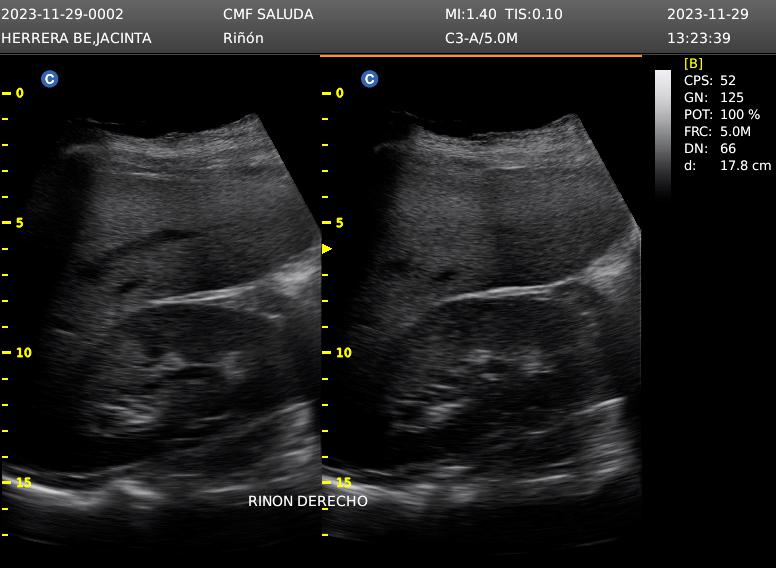 2023-11-29-0002 CMF SALUDA MI:1.40 TIS:0.10 2023-11-29
HERRERA BE,JACINTA Riñón C3-A/5.0M 13:23:39
[B]
CPS: 52
GN: 125
POT: 100 %
FRC: 5.0M
DN: 66
d: 17.8 cm
C C
0 0
5 5
10 10
15 15
RINON DERECHO